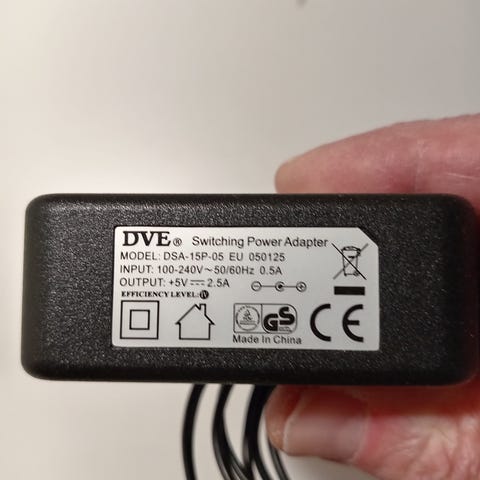 DVE® Switching Power Adapter
MODEL: DSA-15P-05 EU 050125
INPUT: 100-240V～50/60Hz 0.5A
OUTPUT: +5V⎓2.5A
EFFICIENCY LEVEL: Ⅳ
GS
CE
Made In China